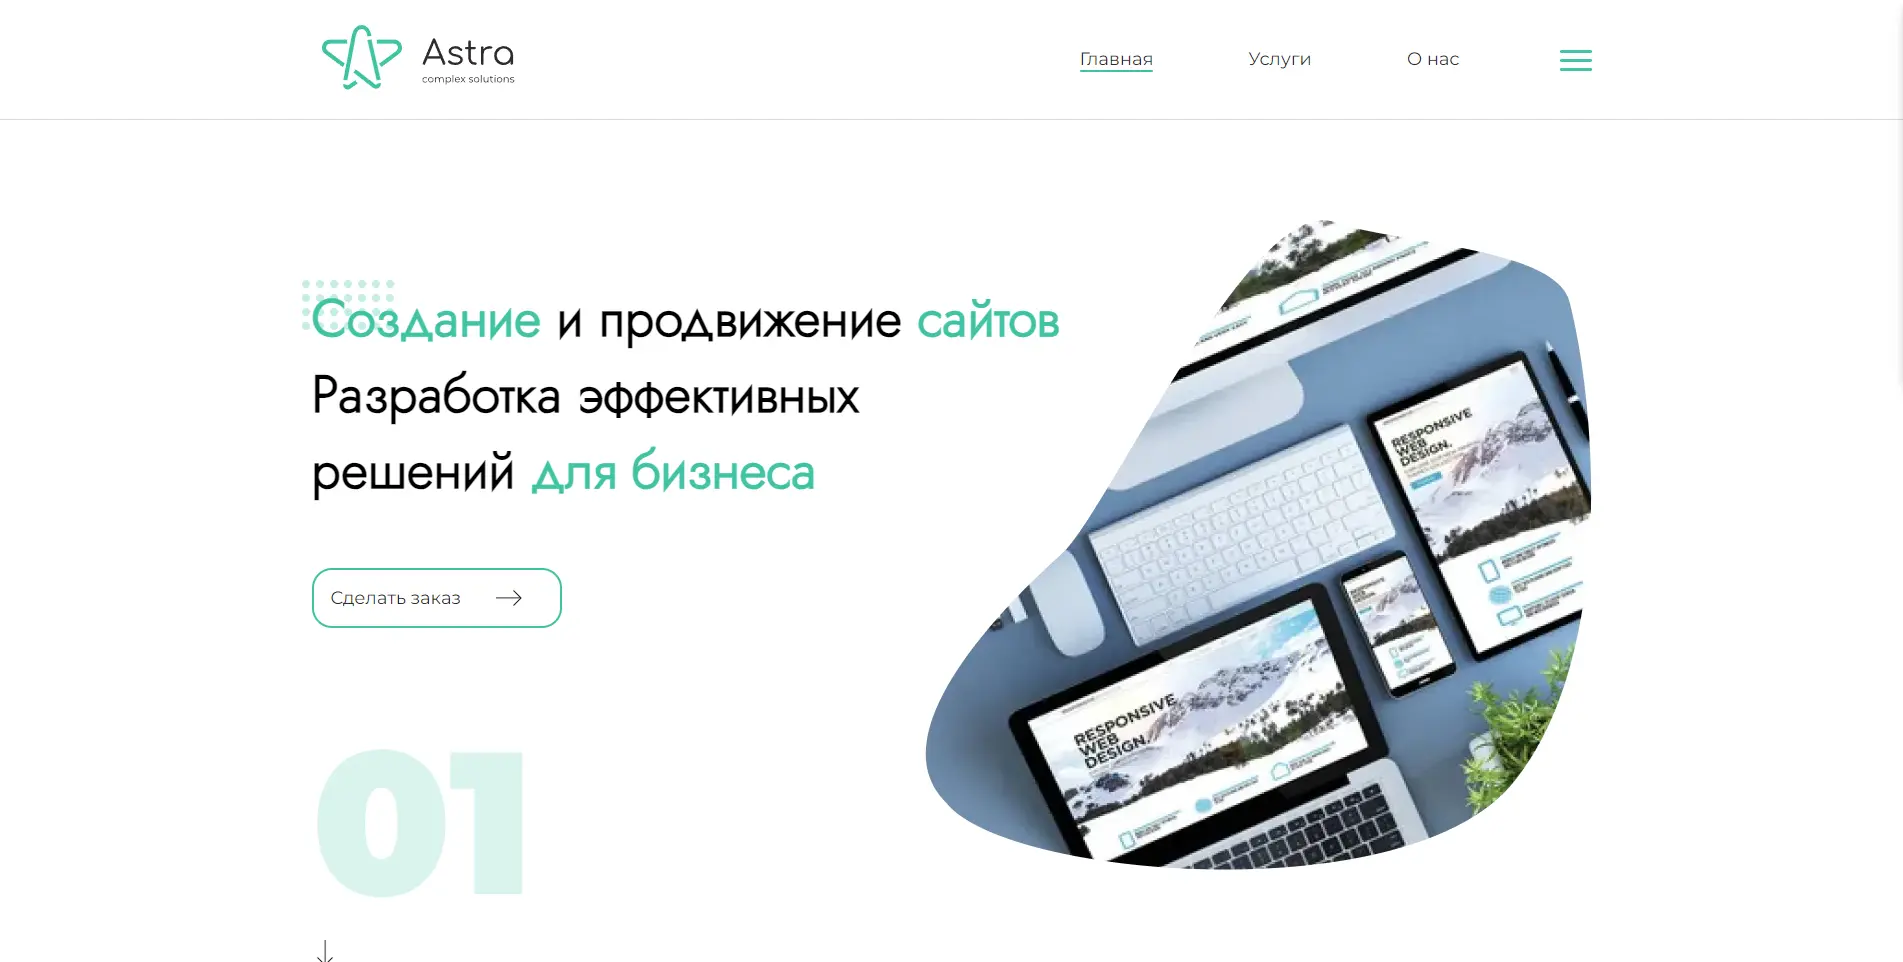 Astra
complex solutions
Главная
Услуги
О нас
Создание и продвижение сайтов
Разработка эффективных
решений для бизнеса
Сделать заказ
01
RESPONSIVE
WEB
DESIGN.
RESPONSIVE
WEB
DESIGN.